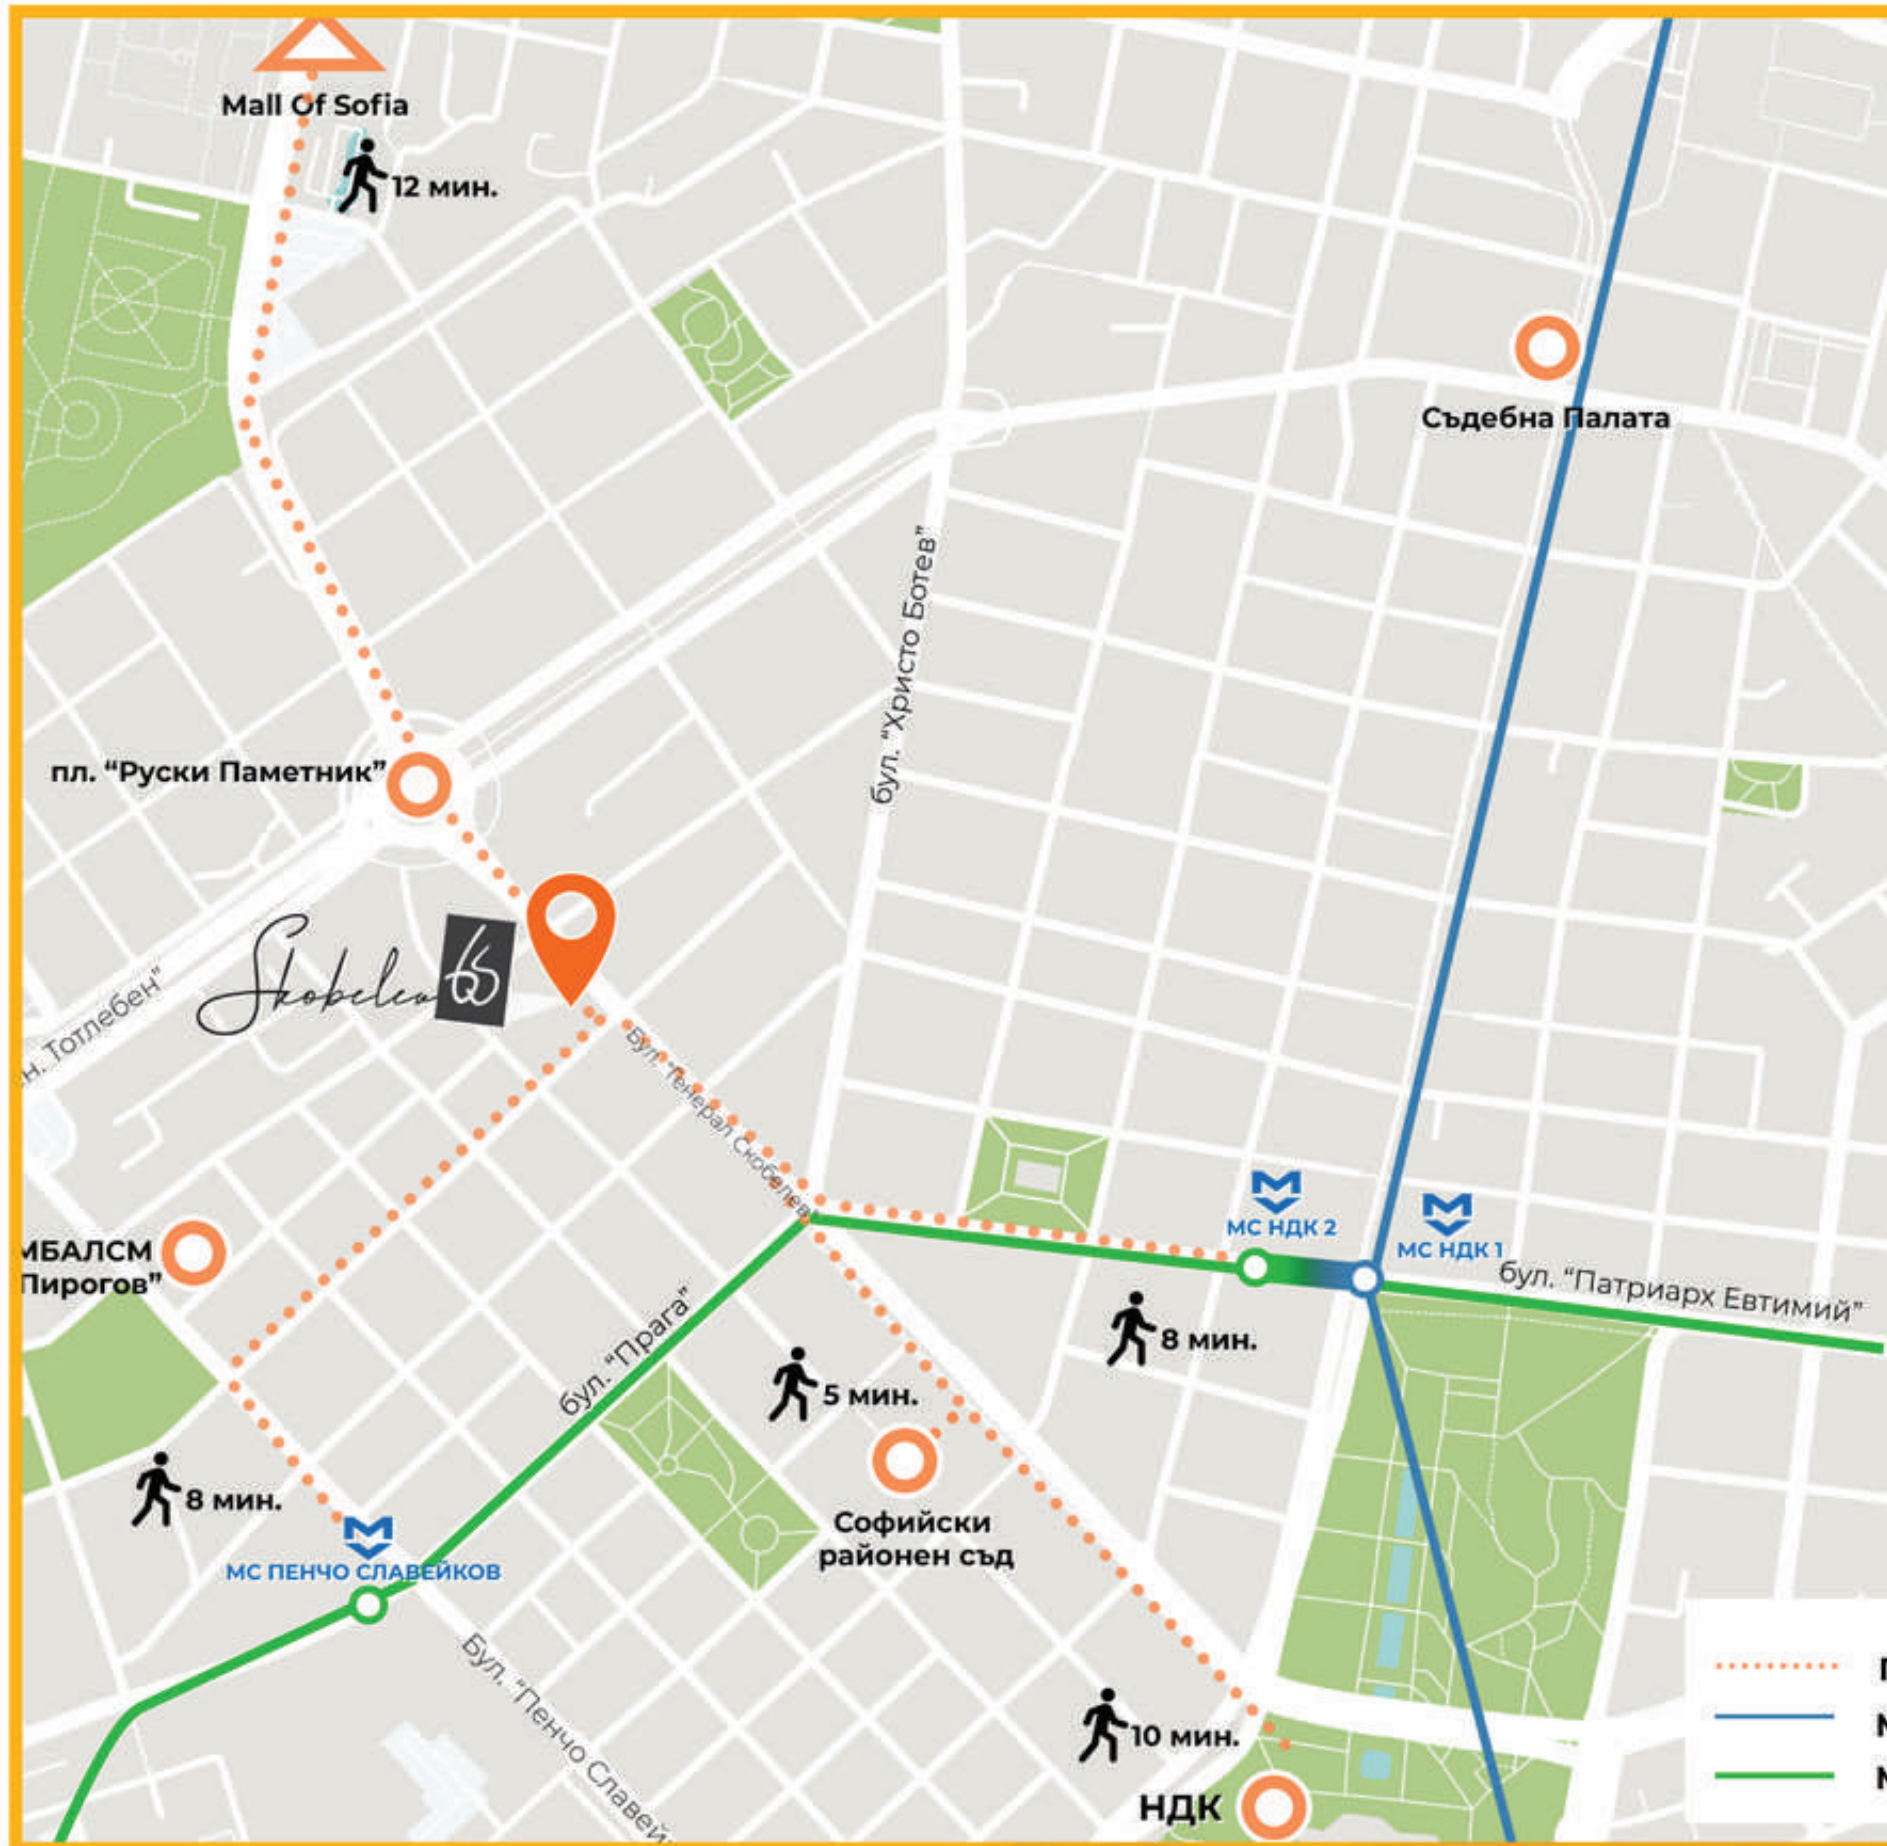 Mall Of Sofia
12 мин.
Съдебна Палата
бул. “Христо Ботев”
пл. “Руски Паметник”
Skobelev 65
н. Тотлебен”
Бул. “Генерал Скобелев”
МБАЛСМ
Пирогов”
МС НДК 2
МС НДК 1
бул. “Патриарх Евтимий”
8 мин.
бул. “Прага”
5 мин.
Софийски
районен съд
8 мин.
МС ПЕНЧО СЛАВЕЙКОВ
Бул. “Пенчо Славей
10 мин.
НДК